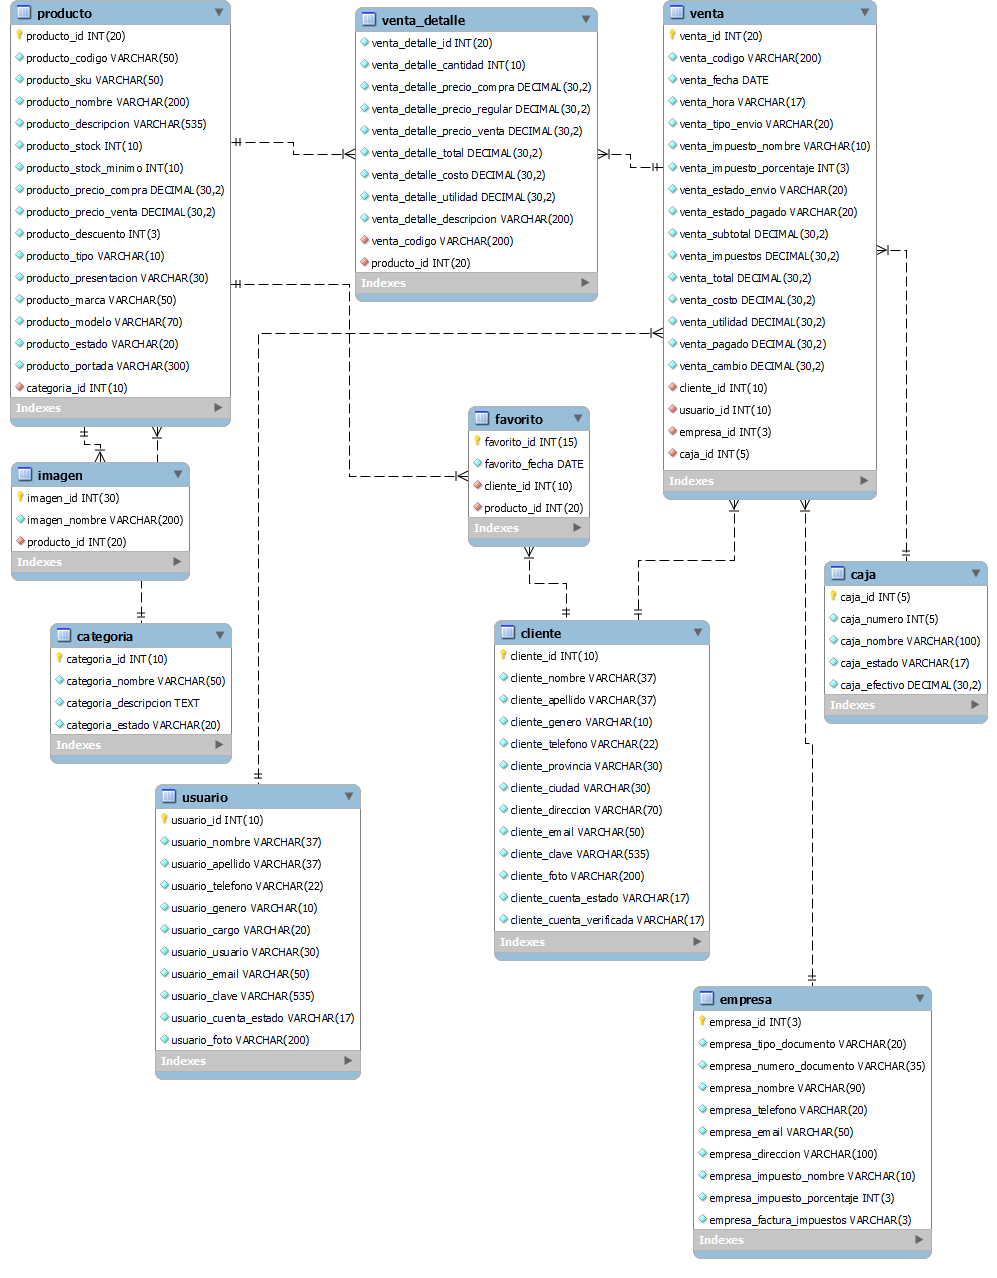 producto
producto_id INT(20)
producto_codigo VARCHAR(50)
producto_sku VARCHAR(50)
producto_nombre VARCHAR(200)
producto_descripcion VARCHAR(535)
producto_stock INT(10)
producto_stock_minimo INT(10)
producto_precio_compra DECIMAL(30,2)
producto_precio_venta DECIMAL(30,2)
producto_descuento INT(3)
producto_tipo VARCHAR(10)
producto_presentacion VARCHAR(30)
producto_marca VARCHAR(50)
producto_modelo VARCHAR(70)
producto_estado VARCHAR(20)
producto_portada VARCHAR(300)
categoria_id INT(10)
Indexes
venta_detalle
venta_detalle_id INT(20)
venta_detalle_cantidad INT(10)
venta_detalle_precio_compra DECIMAL(30,2)
venta_detalle_precio_regular DECIMAL(30,2)
venta_detalle_precio_venta DECIMAL(30,2)
venta_detalle_total DECIMAL(30,2)
venta_detalle_costo DECIMAL(30,2)
venta_detalle_utilidad DECIMAL(30,2)
venta_detalle_descripcion VARCHAR(200)
venta_codigo VARCHAR(200)
producto_id INT(20)
Indexes
venta
venta_id INT(20)
venta_codigo VARCHAR(200)
venta_fecha DATE
venta_hora VARCHAR(17)
venta_tipo_envio VARCHAR(20)
venta_impuesto_nombre VARCHAR(10)
venta_impuesto_porcentaje INT(3)
venta_estado_envio VARCHAR(20)
venta_estado_pagado VARCHAR(20)
venta_subtotal DECIMAL(30,2)
venta_impuestos DECIMAL(30,2)
venta_total DECIMAL(30,2)
venta_costo DECIMAL(30,2)
venta_utilidad DECIMAL(30,2)
venta_pagado DECIMAL(30,2)
venta_cambio DECIMAL(30,2)
cliente_id INT(10)
usuario_id INT(10)
empresa_id INT(3)
caja_id INT(5)
Indexes
favorito
favorito_id INT(15)
favorito_fecha DATE
cliente_id INT(10)
producto_id INT(20)
Indexes
imagen
imagen_id INT(30)
imagen_nombre VARCHAR(200)
producto_id INT(20)
Indexes
caja
caja_id INT(5)
caja_numero INT(5)
caja_nombre VARCHAR(100)
caja_estado VARCHAR(17)
caja_efectivo DECIMAL(30,2)
Indexes
categoria
categoria_id INT(10)
categoria_nombre VARCHAR(50)
categoria_descripcion TEXT
categoria_estado VARCHAR(20)
Indexes
cliente
cliente_id INT(10)
cliente_nombre VARCHAR(37)
cliente_apellido VARCHAR(37)
cliente_genero VARCHAR(10)
cliente_telefono VARCHAR(22)
cliente_provincia VARCHAR(30)
cliente_ciudad VARCHAR(30)
cliente_direccion VARCHAR(70)
cliente_email VARCHAR(50)
cliente_clave VARCHAR(535)
cliente_foto VARCHAR(200)
cliente_cuenta_estado VARCHAR(17)
cliente_cuenta_verificada VARCHAR(17)
Indexes
usuario
usuario_id INT(10)
usuario_nombre VARCHAR(37)
usuario_apellido VARCHAR(37)
usuario_telefono VARCHAR(22)
usuario_genero VARCHAR(10)
usuario_cargo VARCHAR(20)
usuario_usuario VARCHAR(30)
usuario_email VARCHAR(50)
usuario_clave VARCHAR(535)
usuario_cuenta_estado VARCHAR(17)
usuario_foto VARCHAR(200)
Indexes
empresa
empresa_id INT(3)
empresa_tipo_documento VARCHAR(20)
empresa_numero_documento VARCHAR(35)
empresa_nombre VARCHAR(90)
empresa_telefono VARCHAR(20)
empresa_email VARCHAR(50)
empresa_direccion VARCHAR(100)
empresa_impuesto_nombre VARCHAR(10)
empresa_impuesto_porcentaje INT(3)
empresa_factura_impuestos VARCHAR(3)
Indexes